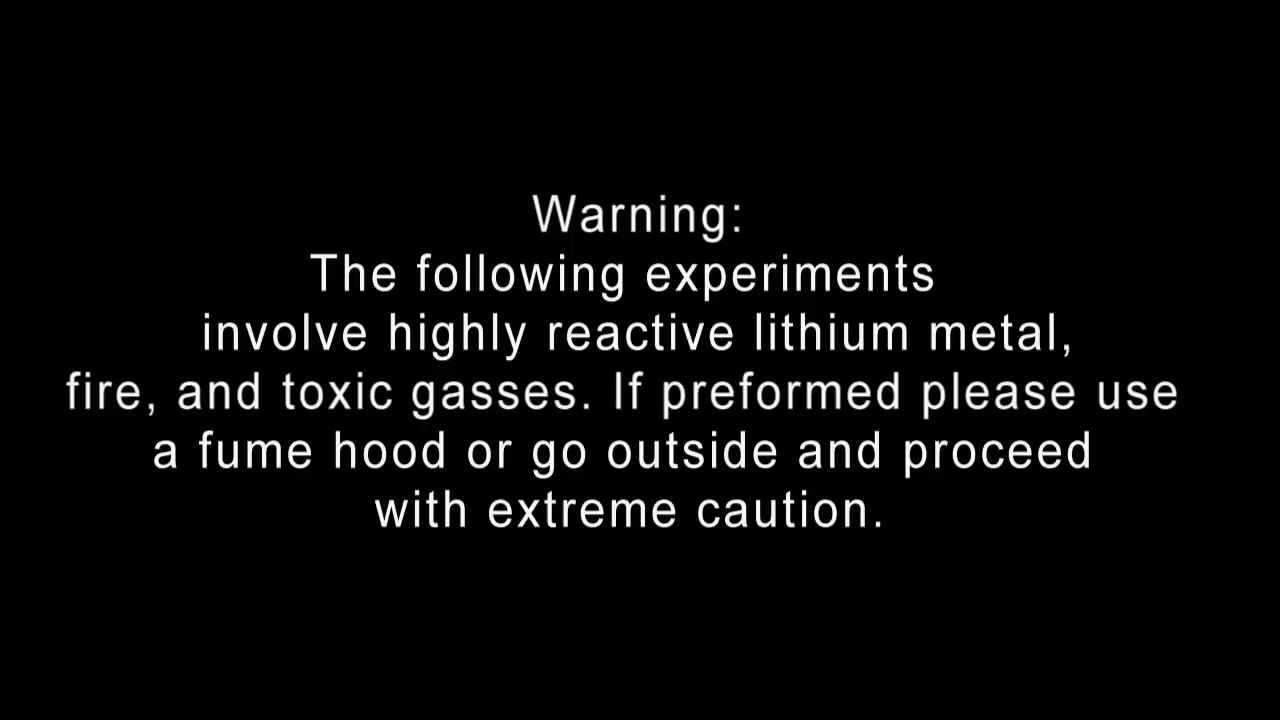 Warning:
The following experiments
involve highly reactive lithium metal,
fire, and toxic gasses. If preformed please use
a fume hood or go outside and proceed
with extreme caution.